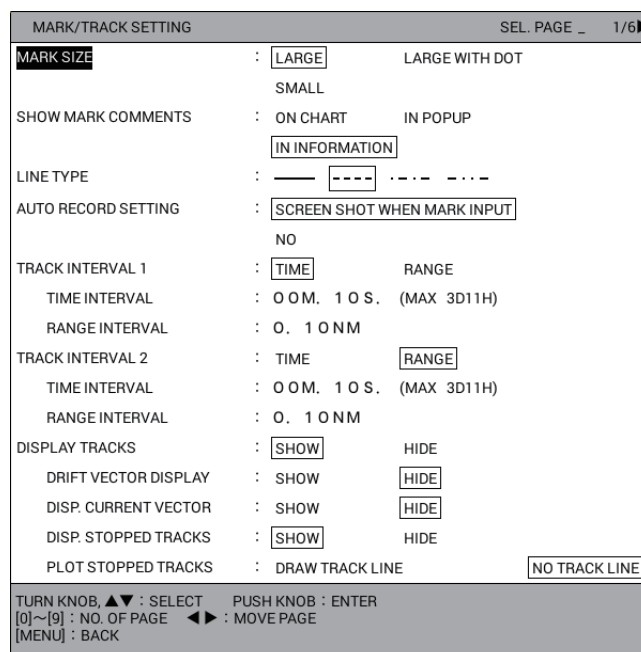 MARK/TRACK SETTING SEL. PAGE _ 1/6▶
MARK SIZE : LARGE LARGE WITH DOT
SMALL
SHOW MARK COMMENTS : ON CHART IN POPUP
IN INFORMATION
LINE TYPE :
AUTO RECORD SETTING : SCREEN SHOT WHEN MARK INPUT
NO
TRACK INTERVAL 1 : TIME RANGE
TIME INTERVAL : 00M. 10S. (MAX 3D11H)
RANGE INTERVAL : 0. 10NM
TRACK INTERVAL 2 : TIME RANGE
TIME INTERVAL : 00M. 10S. (MAX 3D11H)
RANGE INTERVAL : 0. 10NM
DISPLAY TRACKS : SHOW HIDE
DRIFT VECTOR DISPLAY : SHOW HIDE
DISP. CURRENT VECTOR : SHOW HIDE
DISP. STOPPED TRACKS : SHOW HIDE
PLOT STOPPED TRACKS : DRAW TRACK LINE NO TRACK LINE
TURN KNOB, ▲▼ : SELECT PUSH KNOB : ENTER
[0]~[9] : NO. OF PAGE ◀ ▶ : MOVE PAGE
[MENU] : BACK